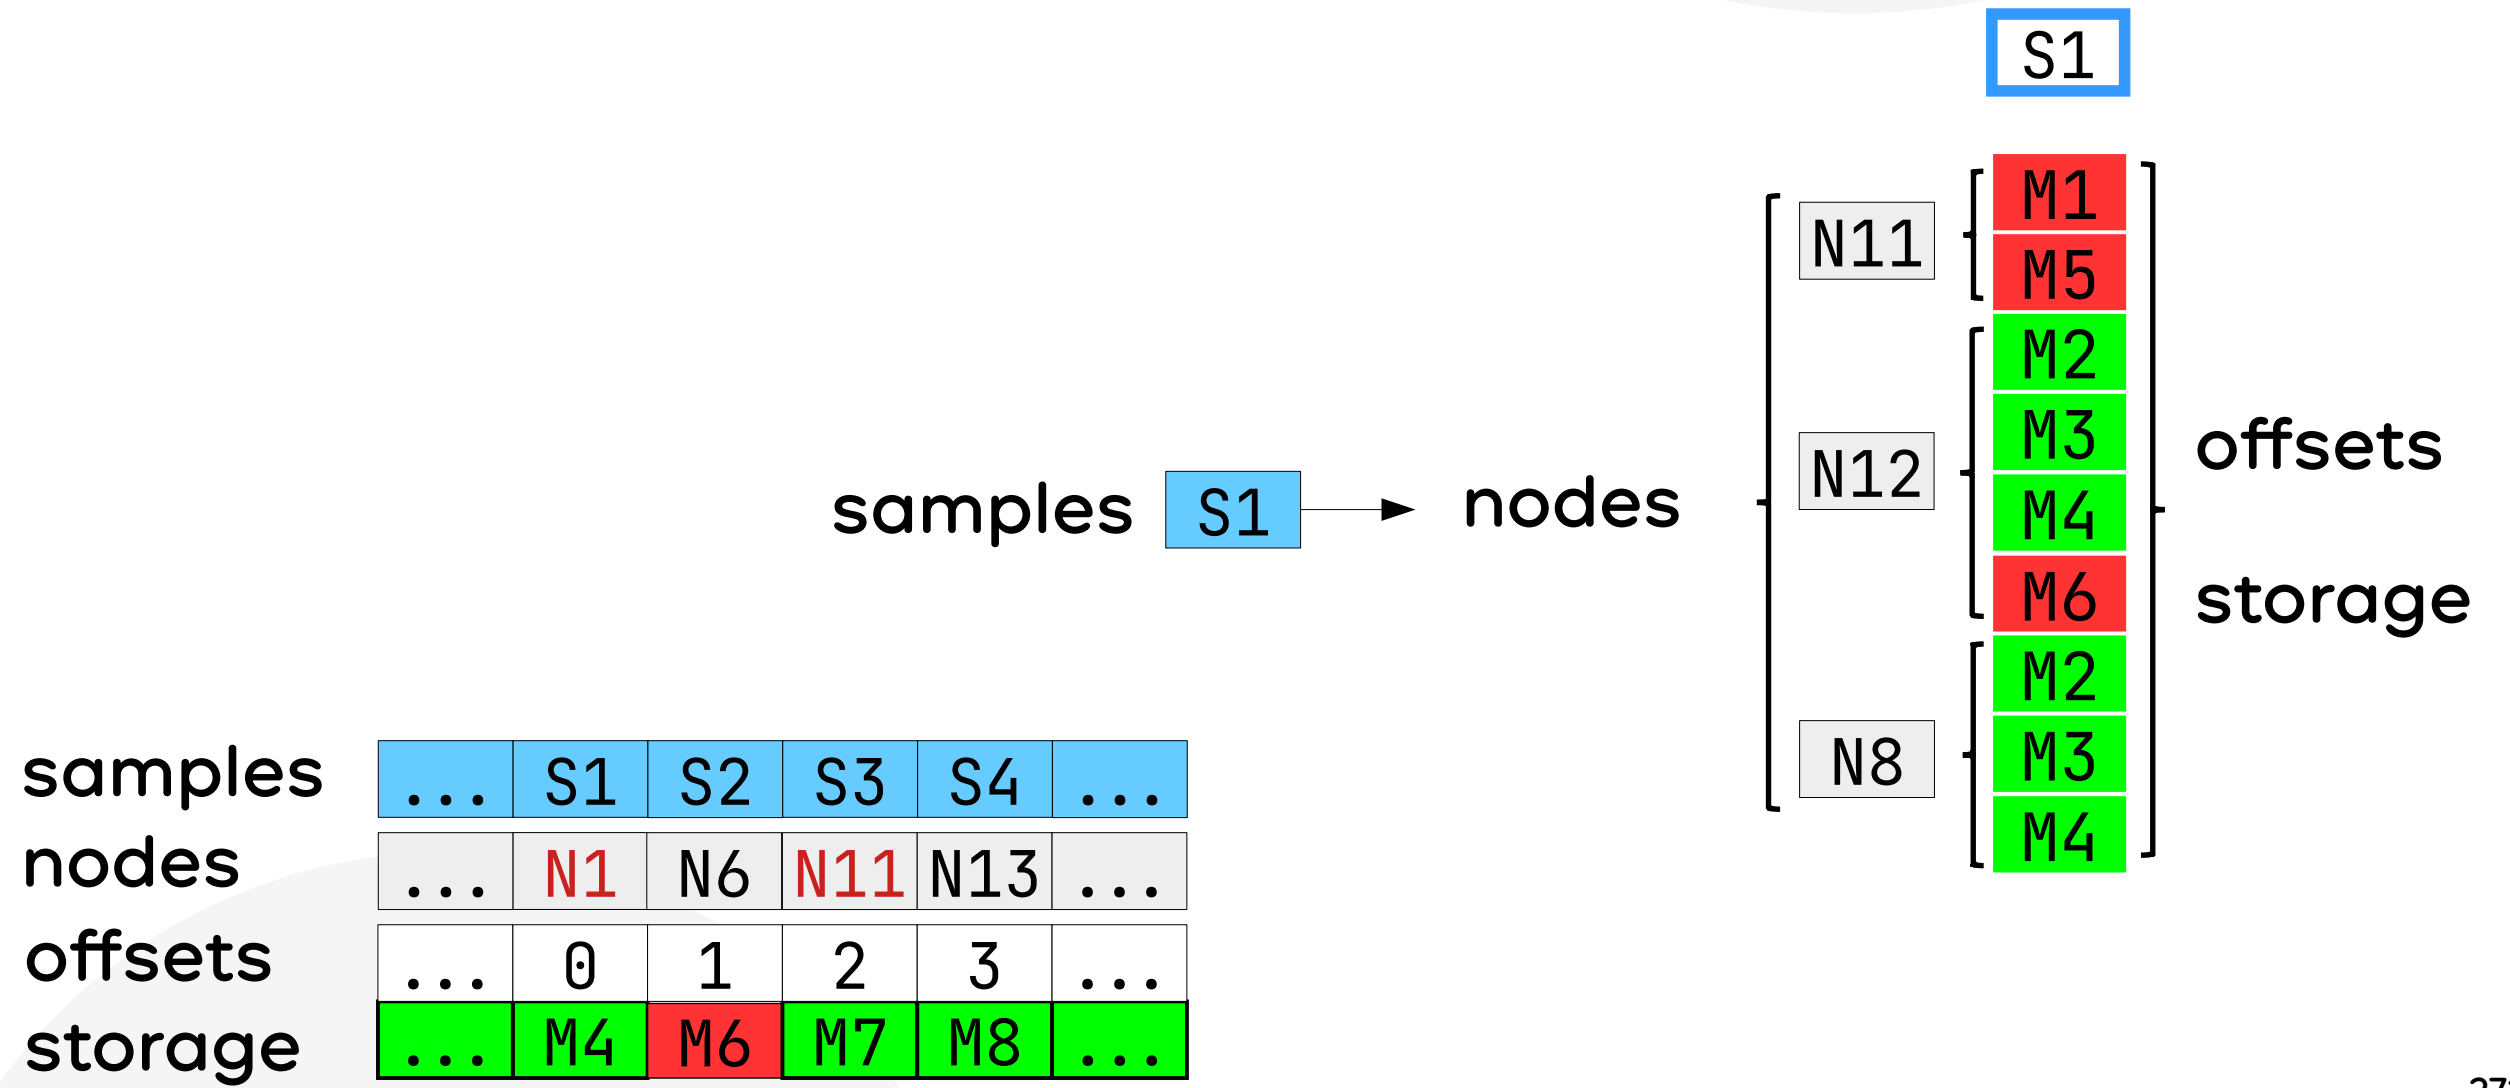 S1
M1
N11
M5
M2
M3
N12
offsets
M4
samples S1 nodes
M6
storage
M2
N8
M3
M4
samples ... S1 S2 S3 S4 ...
nodes ... N1 N6 N11 N13 ...
offsets ... 0 1 2 3 ...
storage ... M4 M6 M7 M8 ...